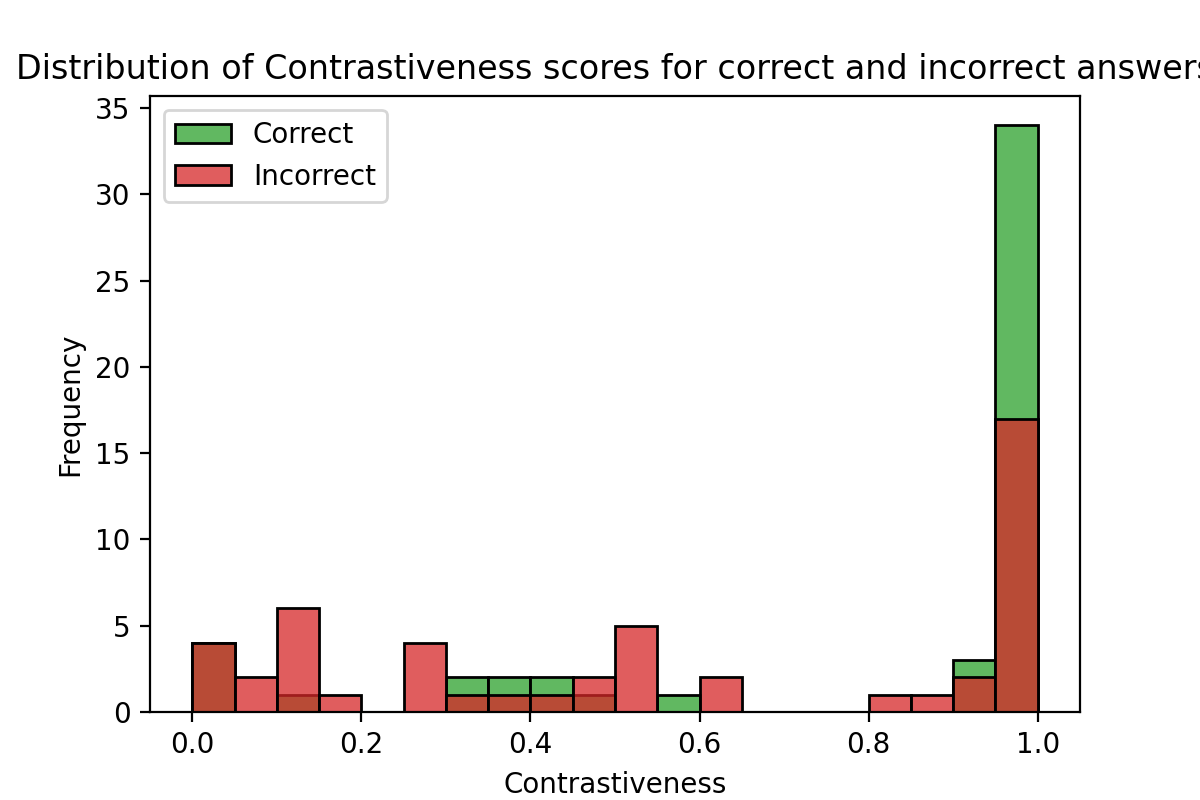 Distribution of Contrastiveness scores for correct and incorrect answers
Correct
Incorrect
35
30
25
20
15
10
5
0
Frequency
0.0 0.2 0.4 0.6 0.8 1.0
Contrastiveness